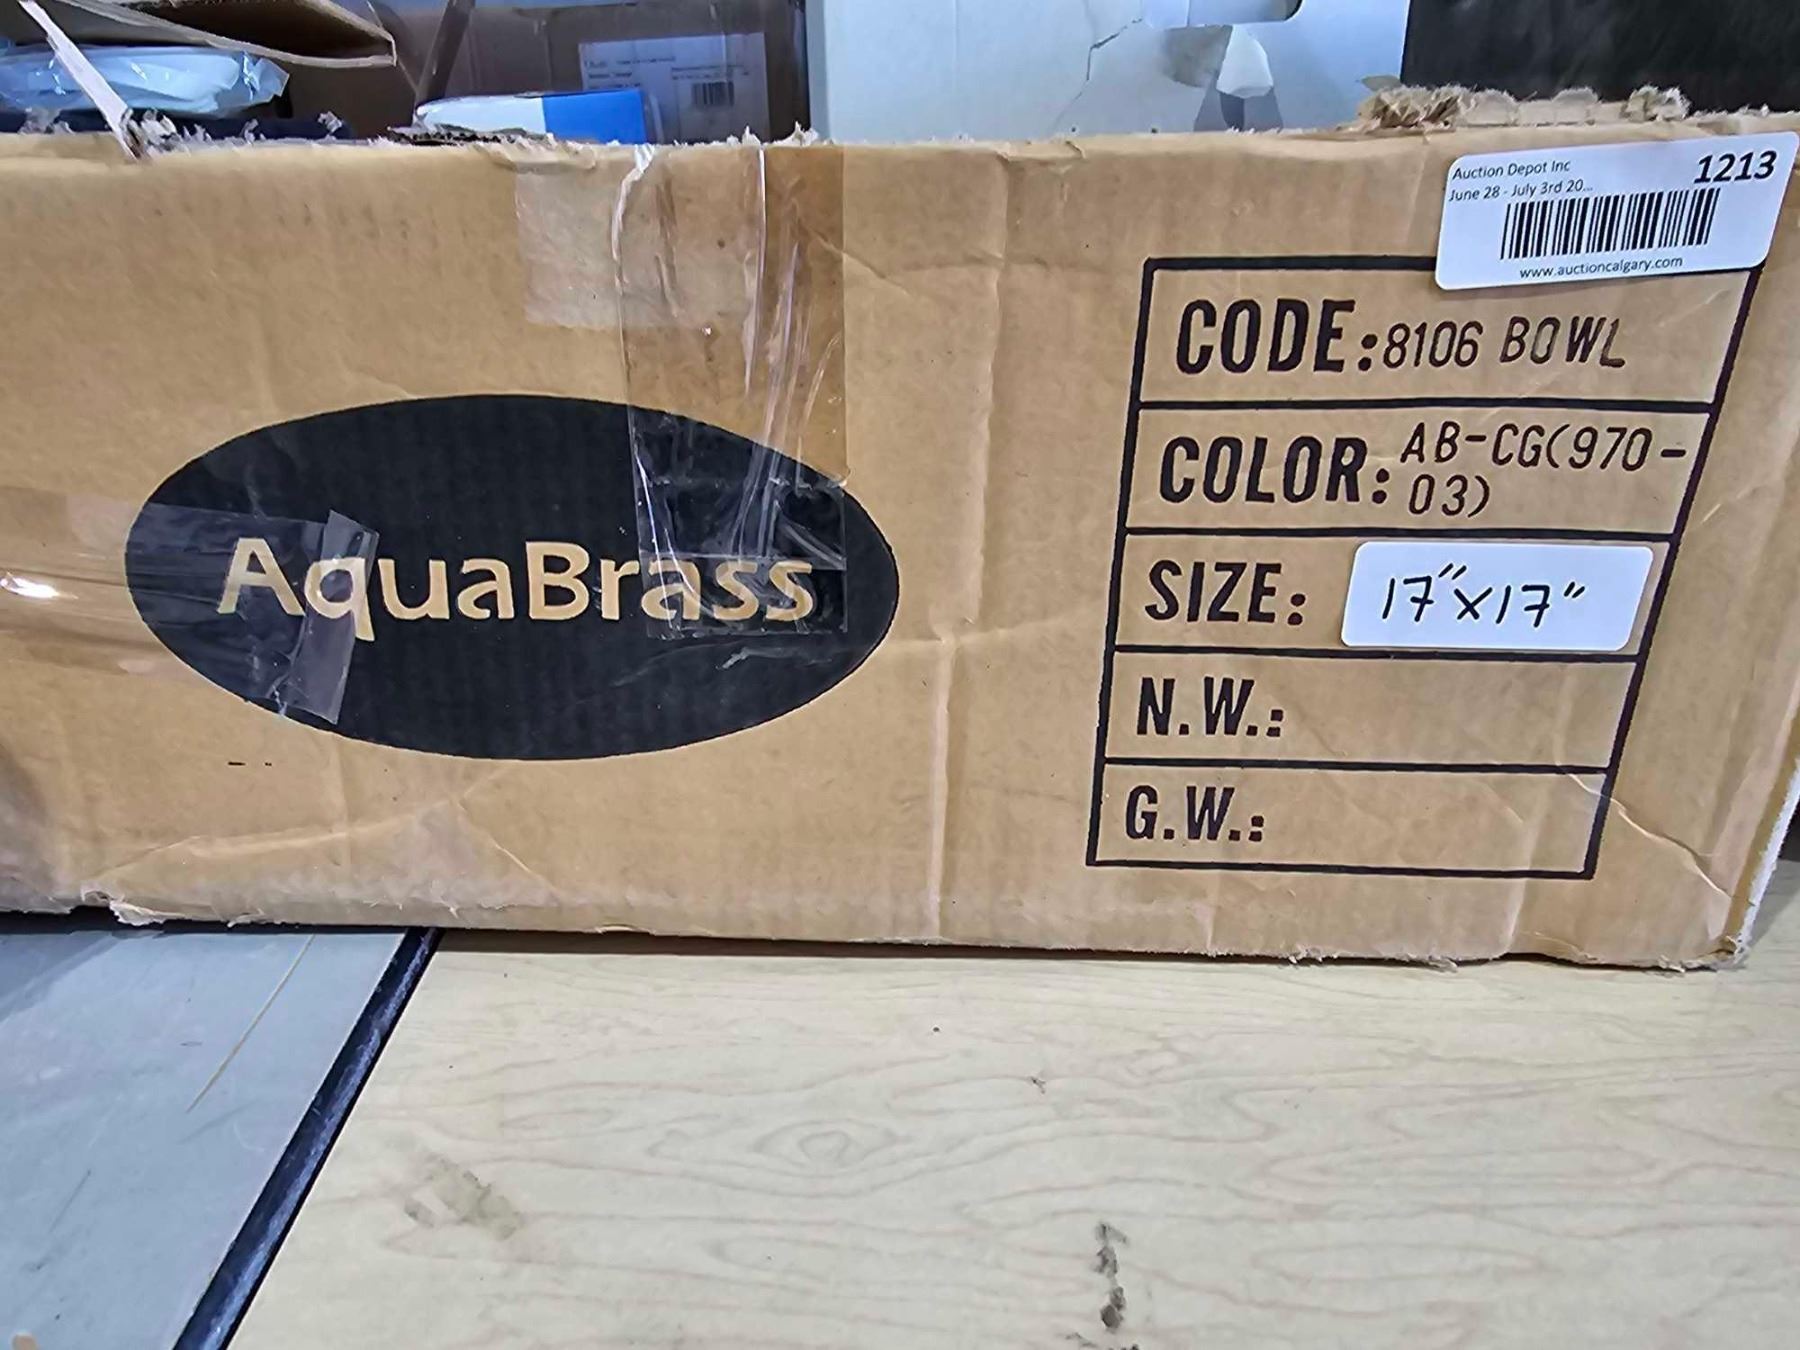 Auction Depot Inc
1213
June 28 - July 3rd 20...
www.auctioncalgary.com
AquaBrass
CODE:8106 BOWL
COLOR: AB-CG(970-
03)
SIZE: 17"x17"
N.W.:
G.W.: